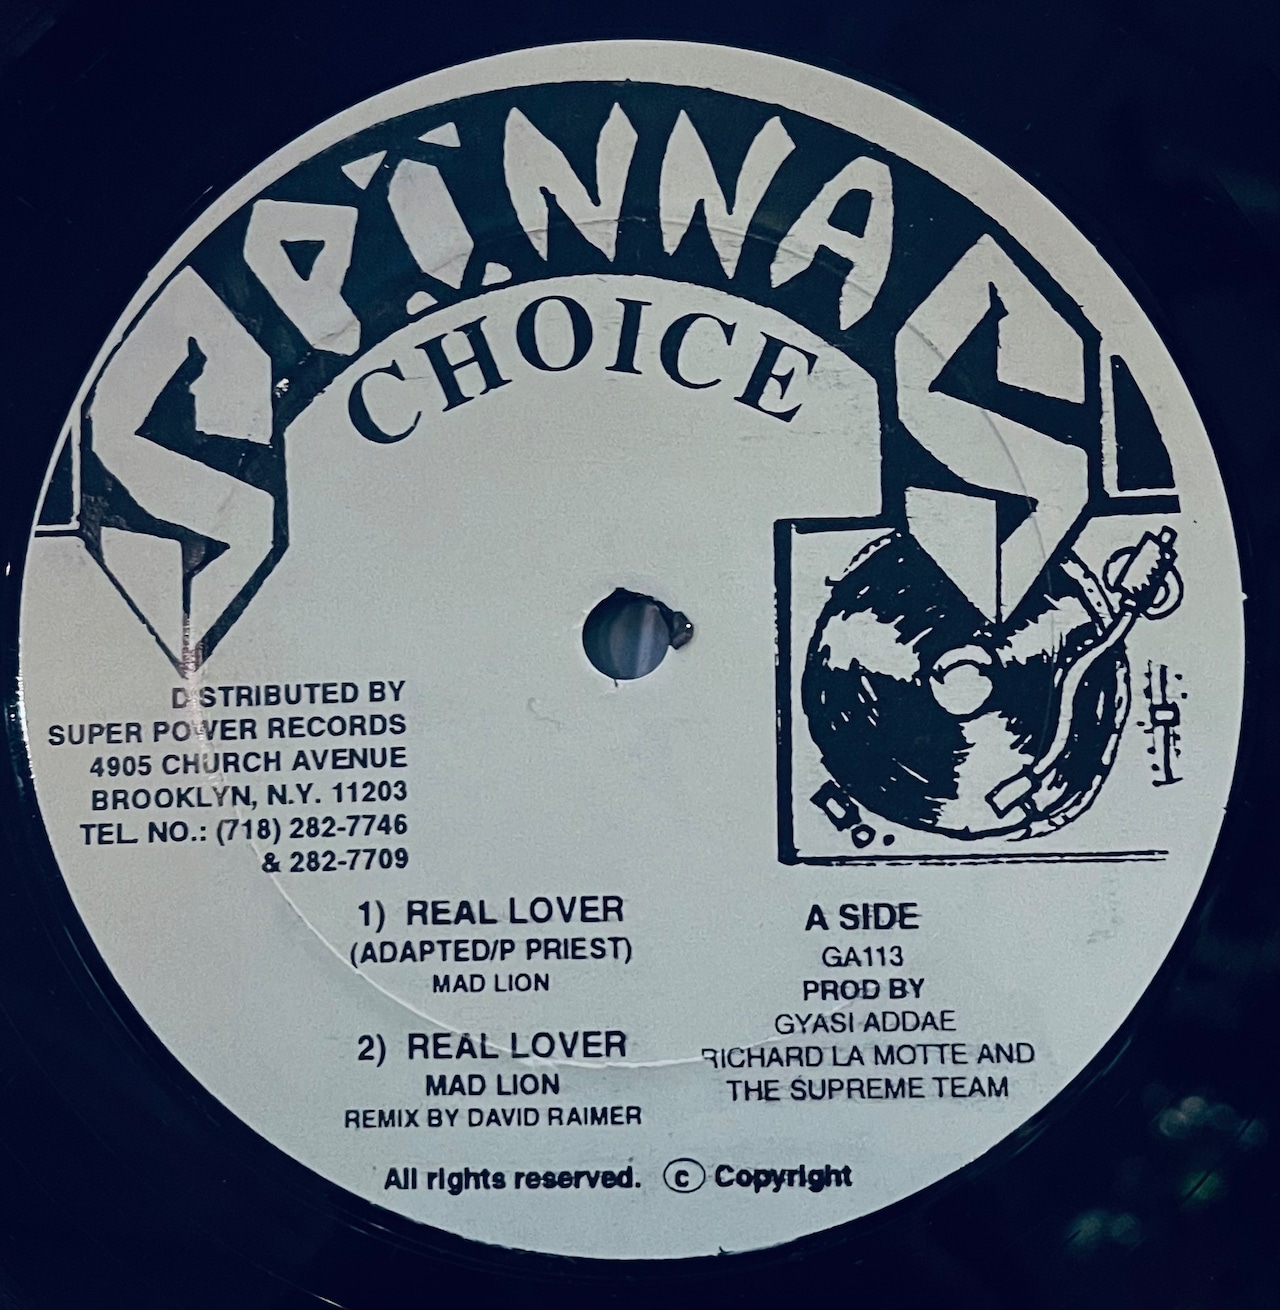 SPINNAS
CHOICE
DISTRIBUTED BY
SUPER POWER RECORDS
4905 CHURCH AVENUE
BROOKLYN, N.Y. 11203
TEL. NO.: (718) 282-7746
& 282-7709
1) REAL LOVER
(ADAPTED/P PRIEST)
MAD LION
2) REAL LOVER
MAD LION
REMIX BY DAVID RAIMER
A SIDE
GA113
PROD BY
GYASI ADDAE
RICHARD LA MOTTE AND
THE SUPREME TEAM
All rights reserved. © Copyright